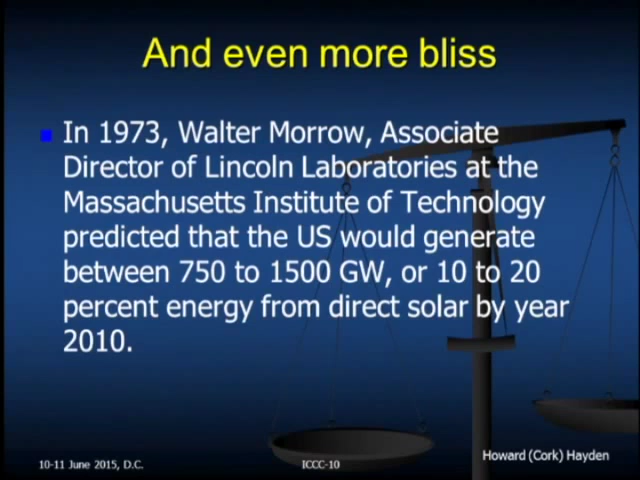 And even more bliss
In 1973, Walter Morrow, Associate
Director of Lincoln Laboratories at the
Massachusetts Institute of Technology
predicted that the US would generate
between 750 to 1500 GW, or 10 to 20
percent energy from direct solar by year
2010.
10-11 June 2015, D.C.
ICCC-10
Howard (Cork) Hayden